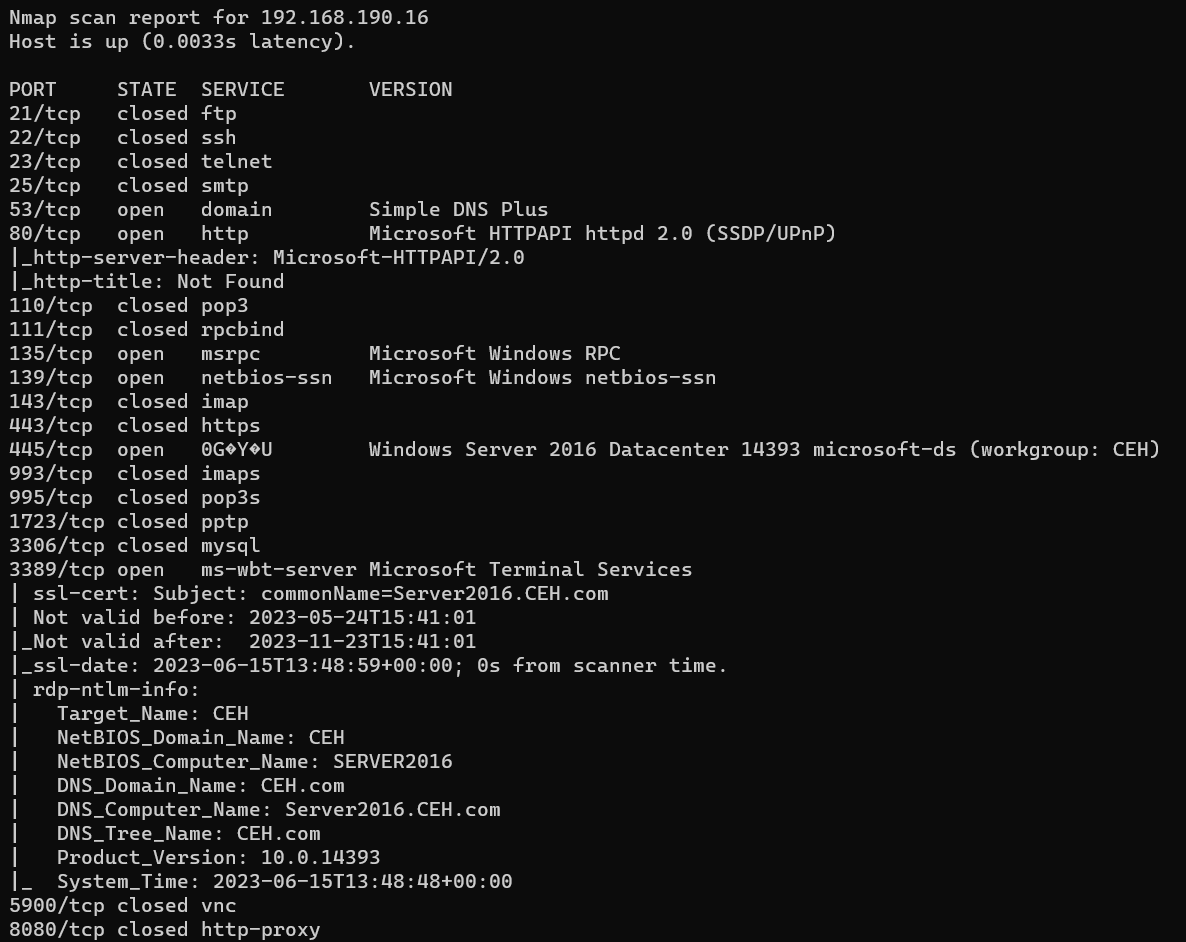 Nmap scan report for 192.168.190.16
Host is up (0.0033s latency).
PORT     STATE  SERVICE       VERSION
21/tcp   closed ftp
22/tcp   closed ssh
23/tcp   closed telnet
25/tcp   closed smtp
53/tcp   open   domain        Simple DNS Plus
80/tcp   open   http          Microsoft HTTPAPI httpd 2.0 (SSDP/UPnP)
|_http-server-header: Microsoft-HTTPAPI/2.0
|_http-title: Not Found
110/tcp  closed pop3
111/tcp  closed rpcbind
135/tcp  open   msrpc         Microsoft Windows RPC
139/tcp  open   netbios-ssn   Microsoft Windows netbios-ssn
143/tcp  closed imap
443/tcp  closed https
445/tcp  open   0G�Y�U        Windows Server 2016 Datacenter 14393 microsoft-ds (workgroup: CEH)
993/tcp  closed imaps
995/tcp  closed pop3s
1723/tcp closed pptp
3306/tcp closed mysql
3389/tcp open   ms-wbt-server Microsoft Terminal Services
| ssl-cert: Subject: commonName=Server2016.CEH.com
| Not valid before: 2023-05-24T15:41:01
|_Not valid after:  2023-11-23T15:41:01
|_ssl-date: 2023-06-15T13:48:59+00:00; 0s from scanner time.
| rdp-ntlm-info:
|   Target_Name: CEH
|   NetBIOS_Domain_Name: CEH
|   NetBIOS_Computer_Name: SERVER2016
|   DNS_Domain_Name: CEH.com
|   DNS_Computer_Name: Server2016.CEH.com
|   DNS_Tree_Name: CEH.com
|   Product_Version: 10.0.14393
|_  System_Time: 2023-06-15T13:48:48+00:00
5900/tcp closed vnc
8080/tcp closed http-proxy